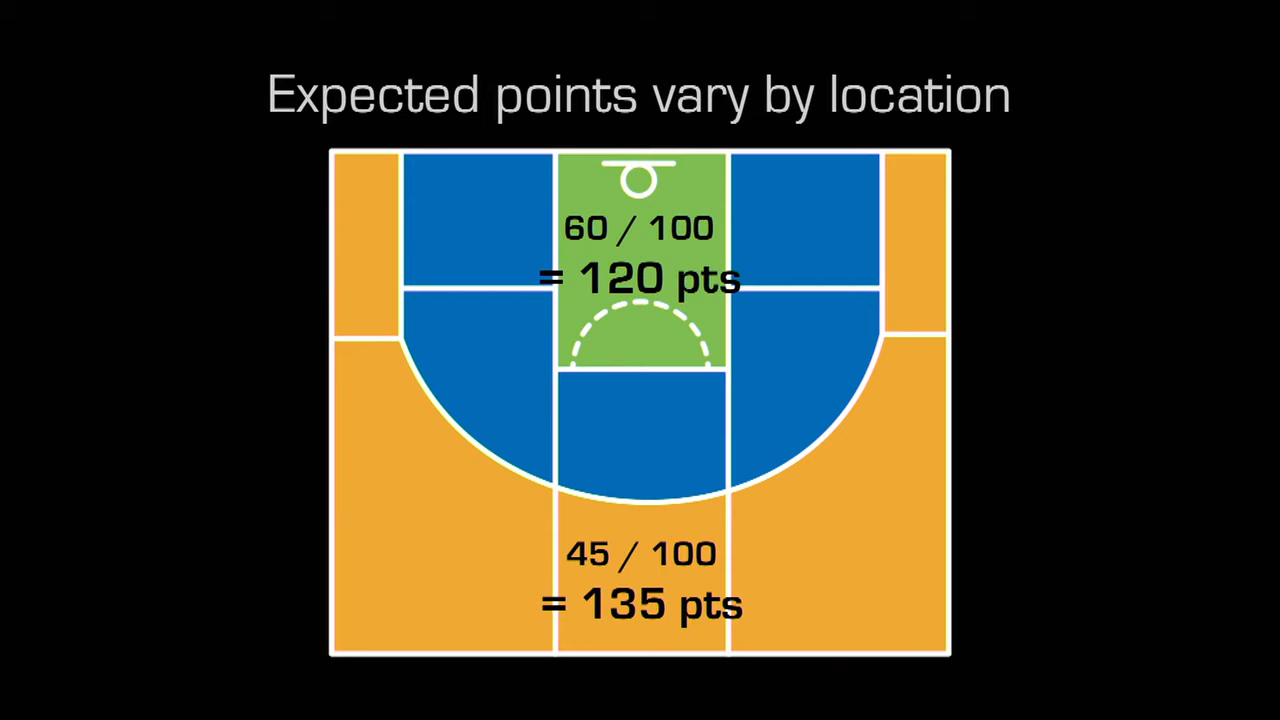 Expected points vary by location
60 / 100
= 120 pts
45 / 100
= 135 pts